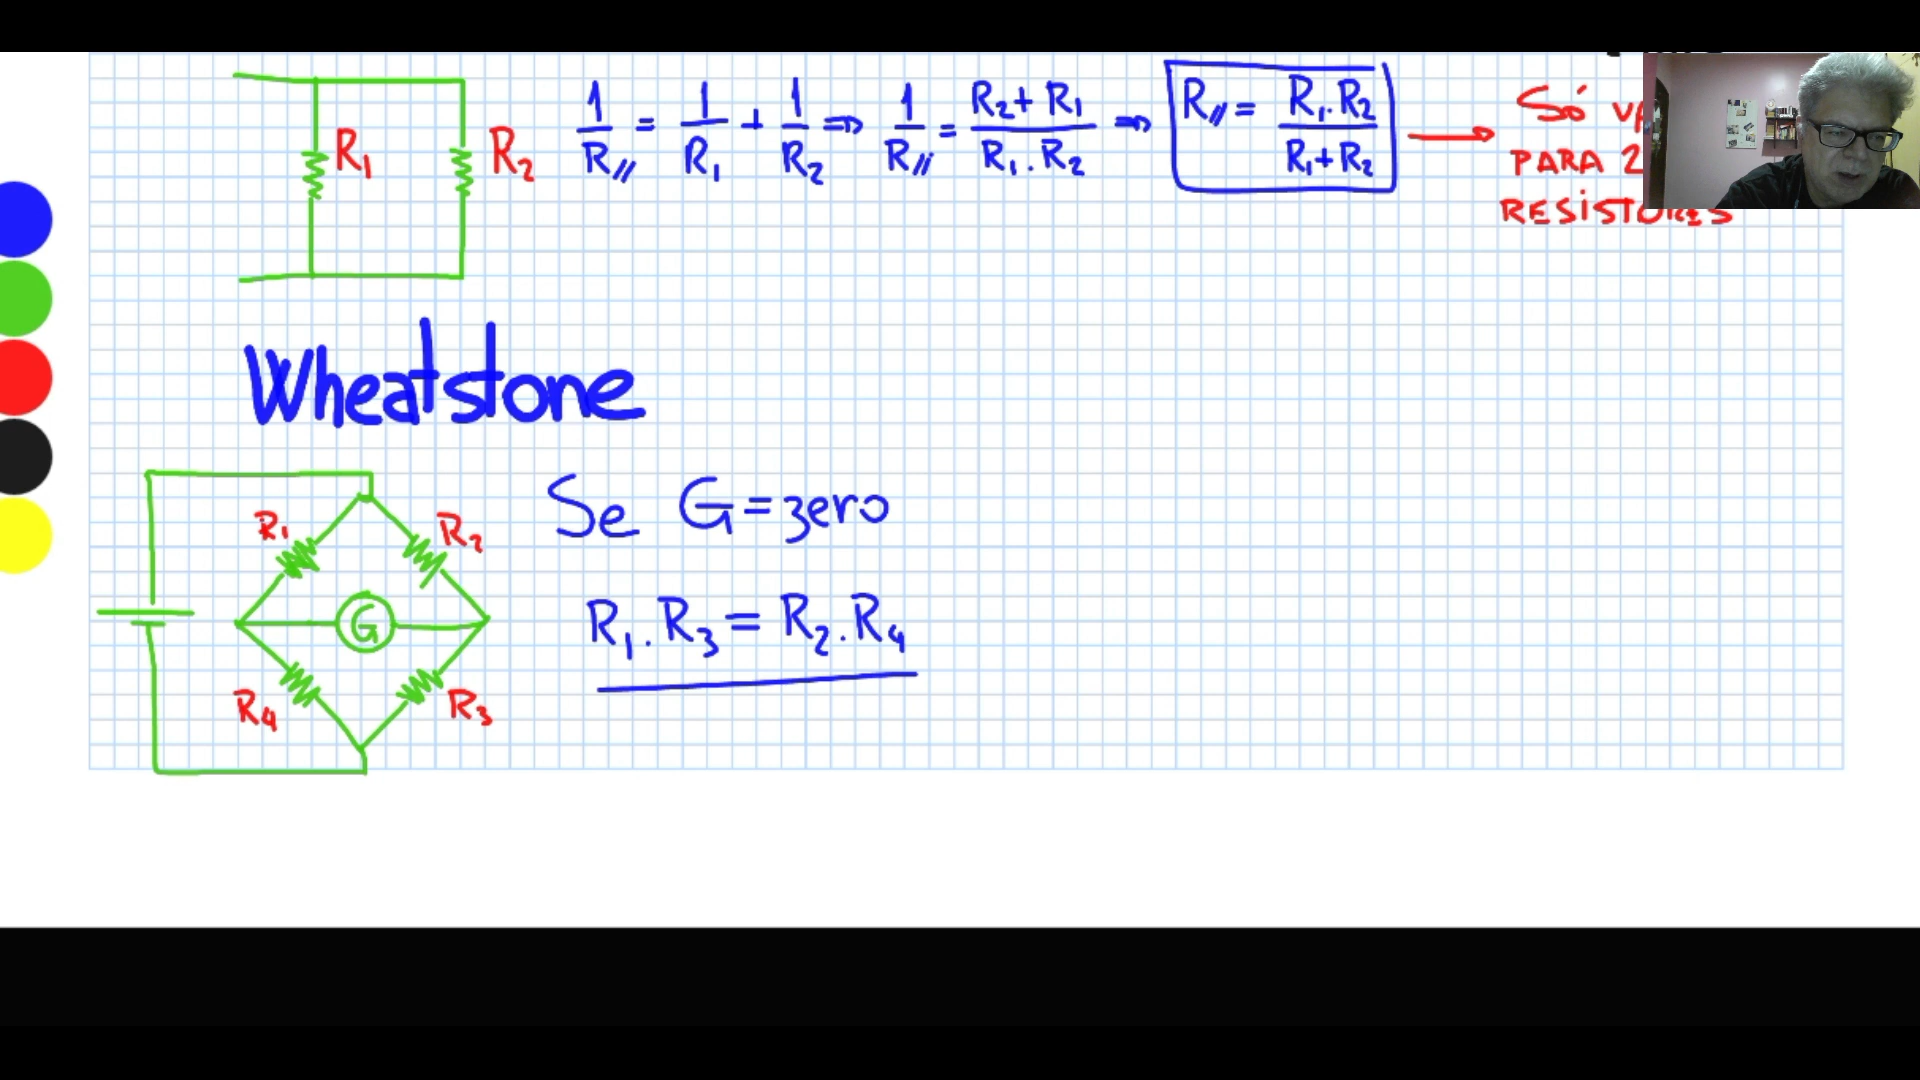 R1
R2
1/R// = 1/R1 + 1/R2 ⇒ 1/R// = R2+R1/R1.R2 ⇒ R// = R1.R2/R1+R2
Só
PARA 2
RESISTORES
Wheatstone
R1
R2
G
R4
R3
Se G=zero
R1.R3 = R2.R4